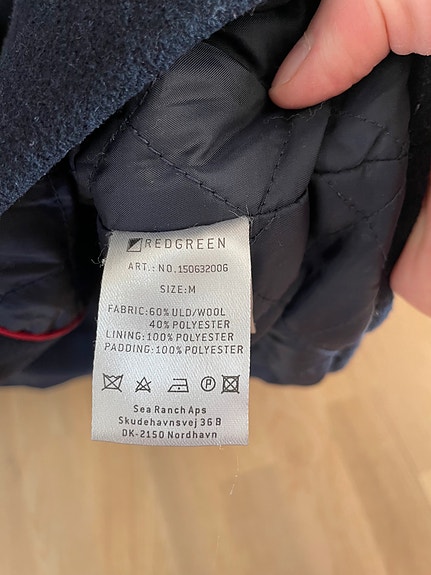 REDGREEN
ART.: NO.150632006
SIZE:M
FABRIC:60% ULD/WOOL
40% POLYESTER
LINING:100% POLYESTER
PADDING:100% POLYESTER
P
Sea Ranch Aps
Skudehavnsvej 36 B
DK-2150 Nordhavn